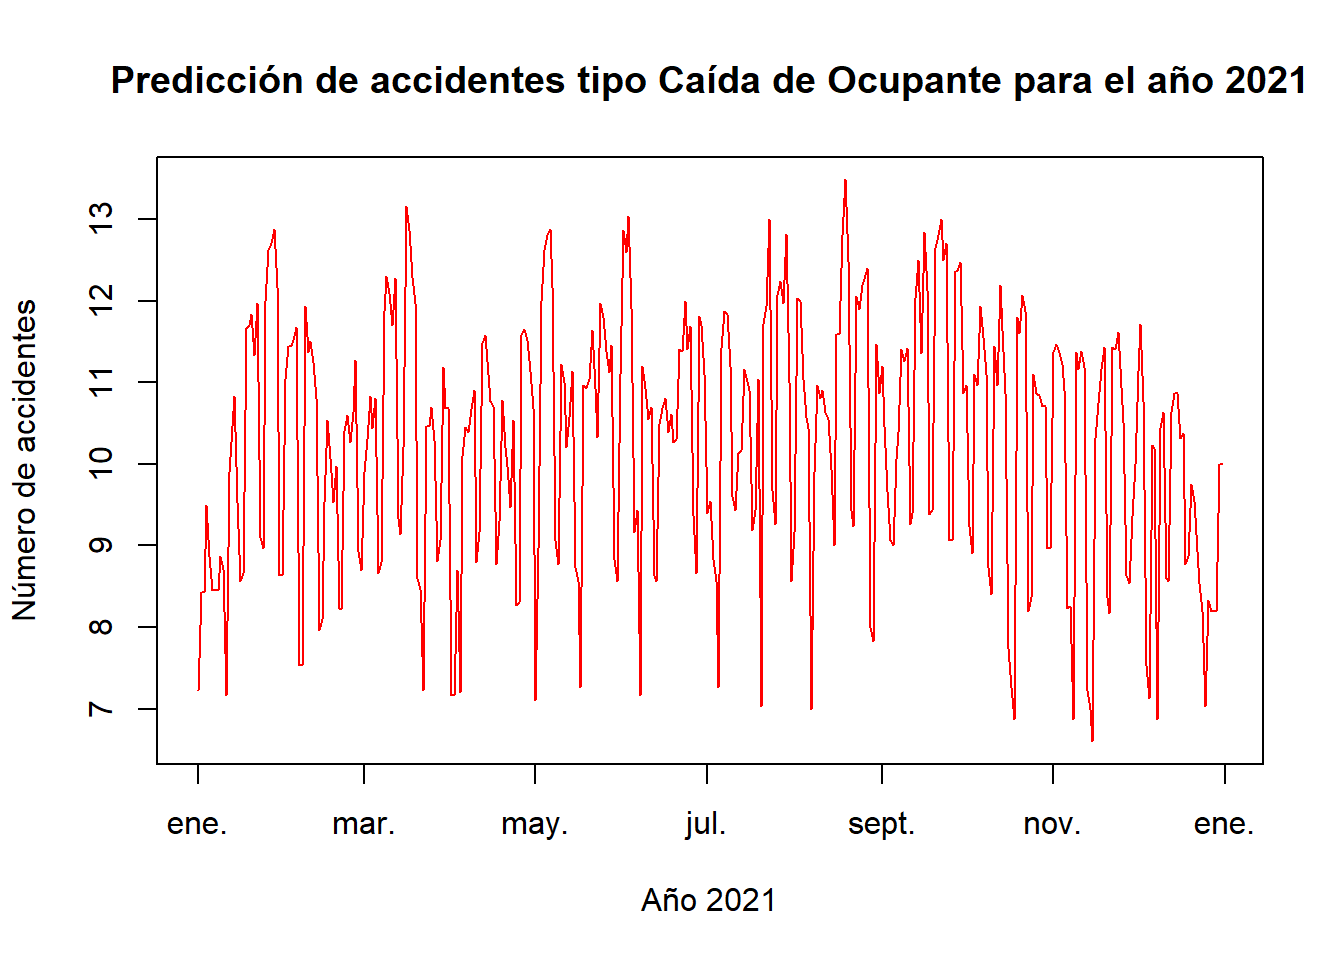 Predicción de accidentes tipo Caída de Ocupante para el año 2021
Número de accidentes
13
12
11
10
9
8
7
ene. mar. may. jul. sept. nov. ene.
Año 2021